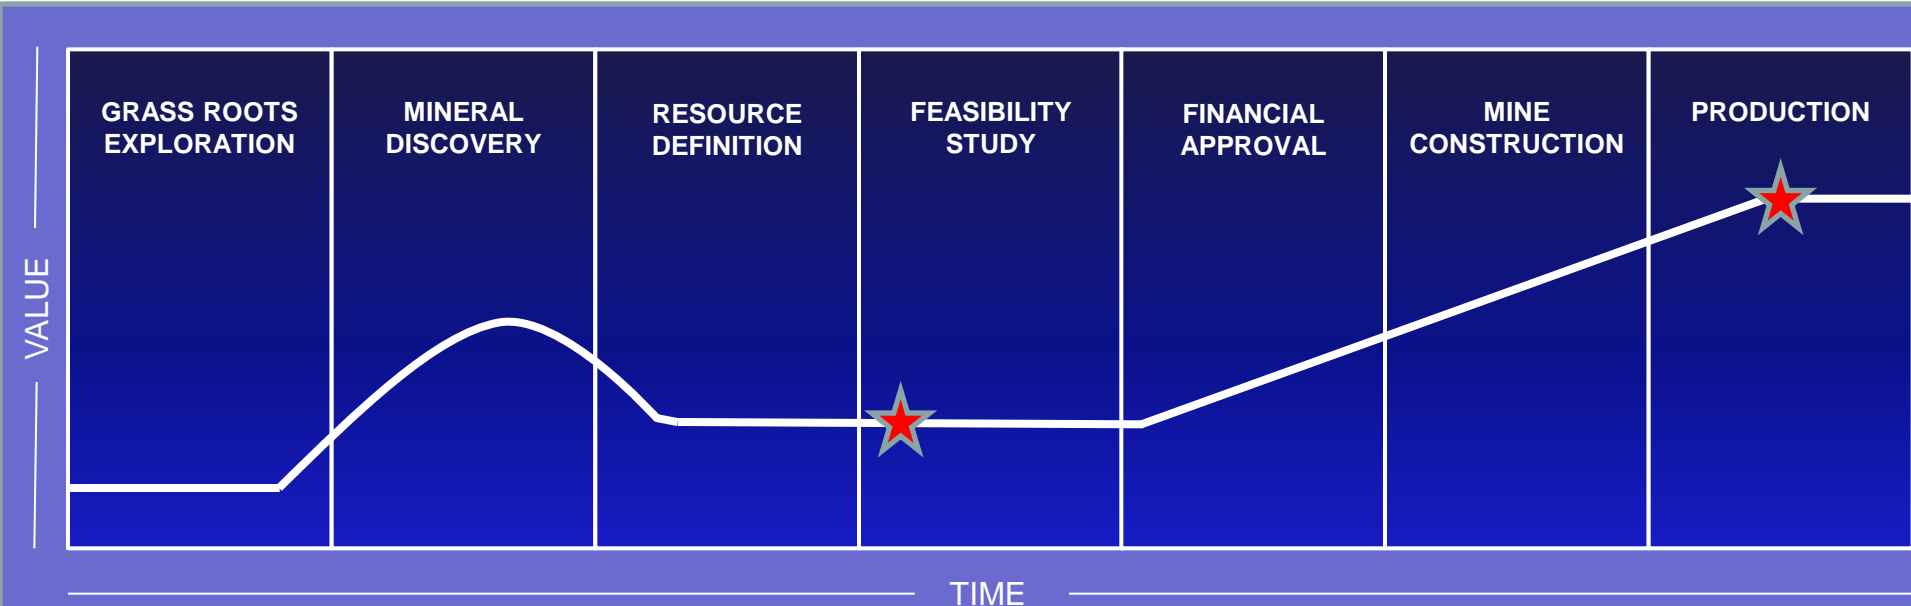 GRASS ROOTS
EXPLORATION
MINERAL
DISCOVERY
RESOURCE
DEFINITION
FEASIBILITY
STUDY
FINANCIAL
APPROVAL
MINE
CONSTRUCTION
PRODUCTION
VALUE
TIME